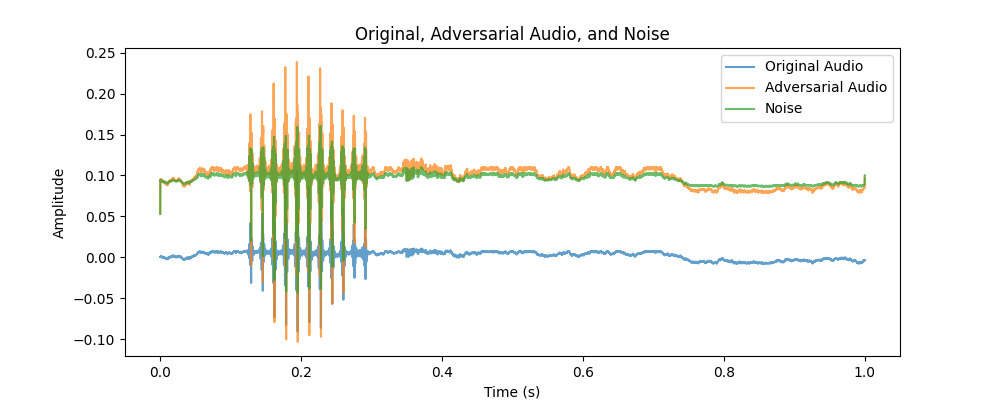 Original, Adversarial Audio, and Noise
Original Audio
Adversarial Audio
Noise
Amplitude
0.25
0.20
0.15
0.10
0.05
0.00
−0.05
−0.10
0.0 0.2 0.4 0.6 0.8 1.0
Time (s)